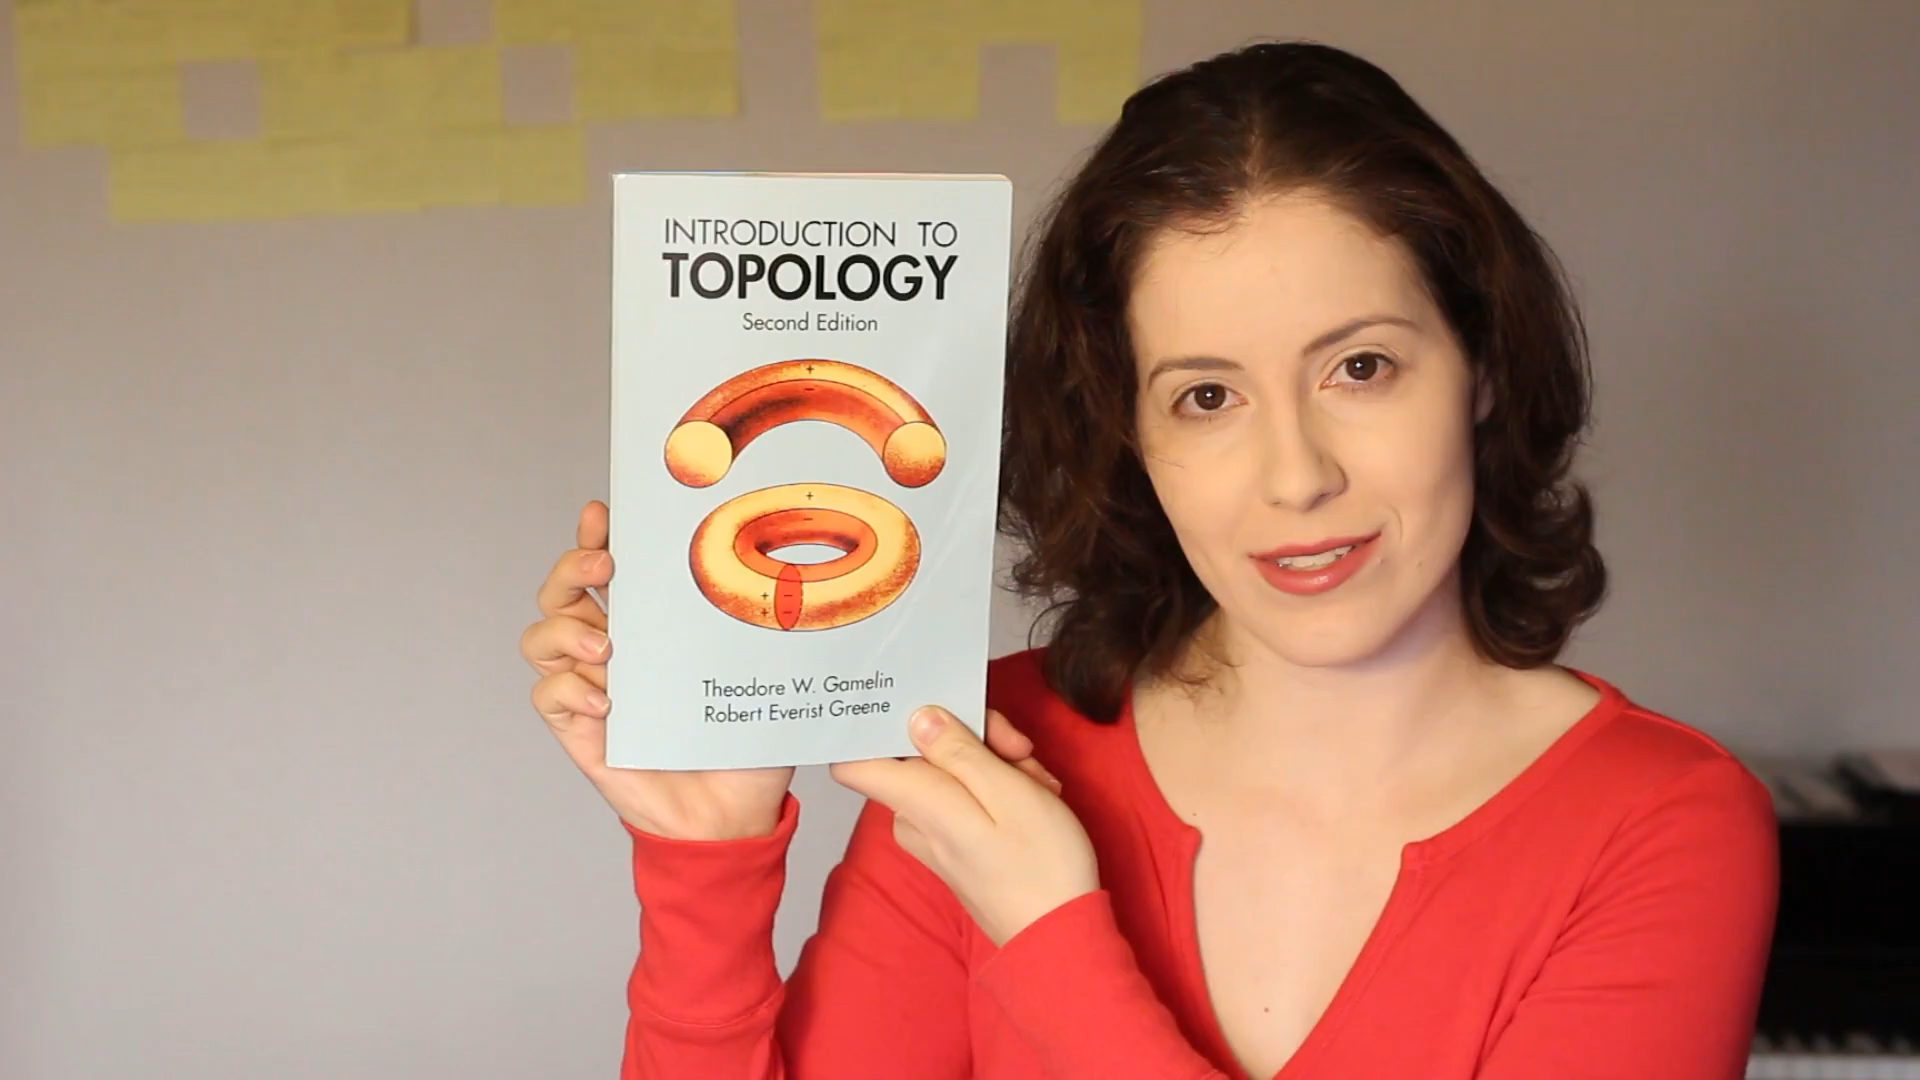 INTRODUCTION TO
TOPOLOGY
Second Edition
+
−
+
−
+ −
+ −
Theodore W. Gamelin
Robert Everist Greene